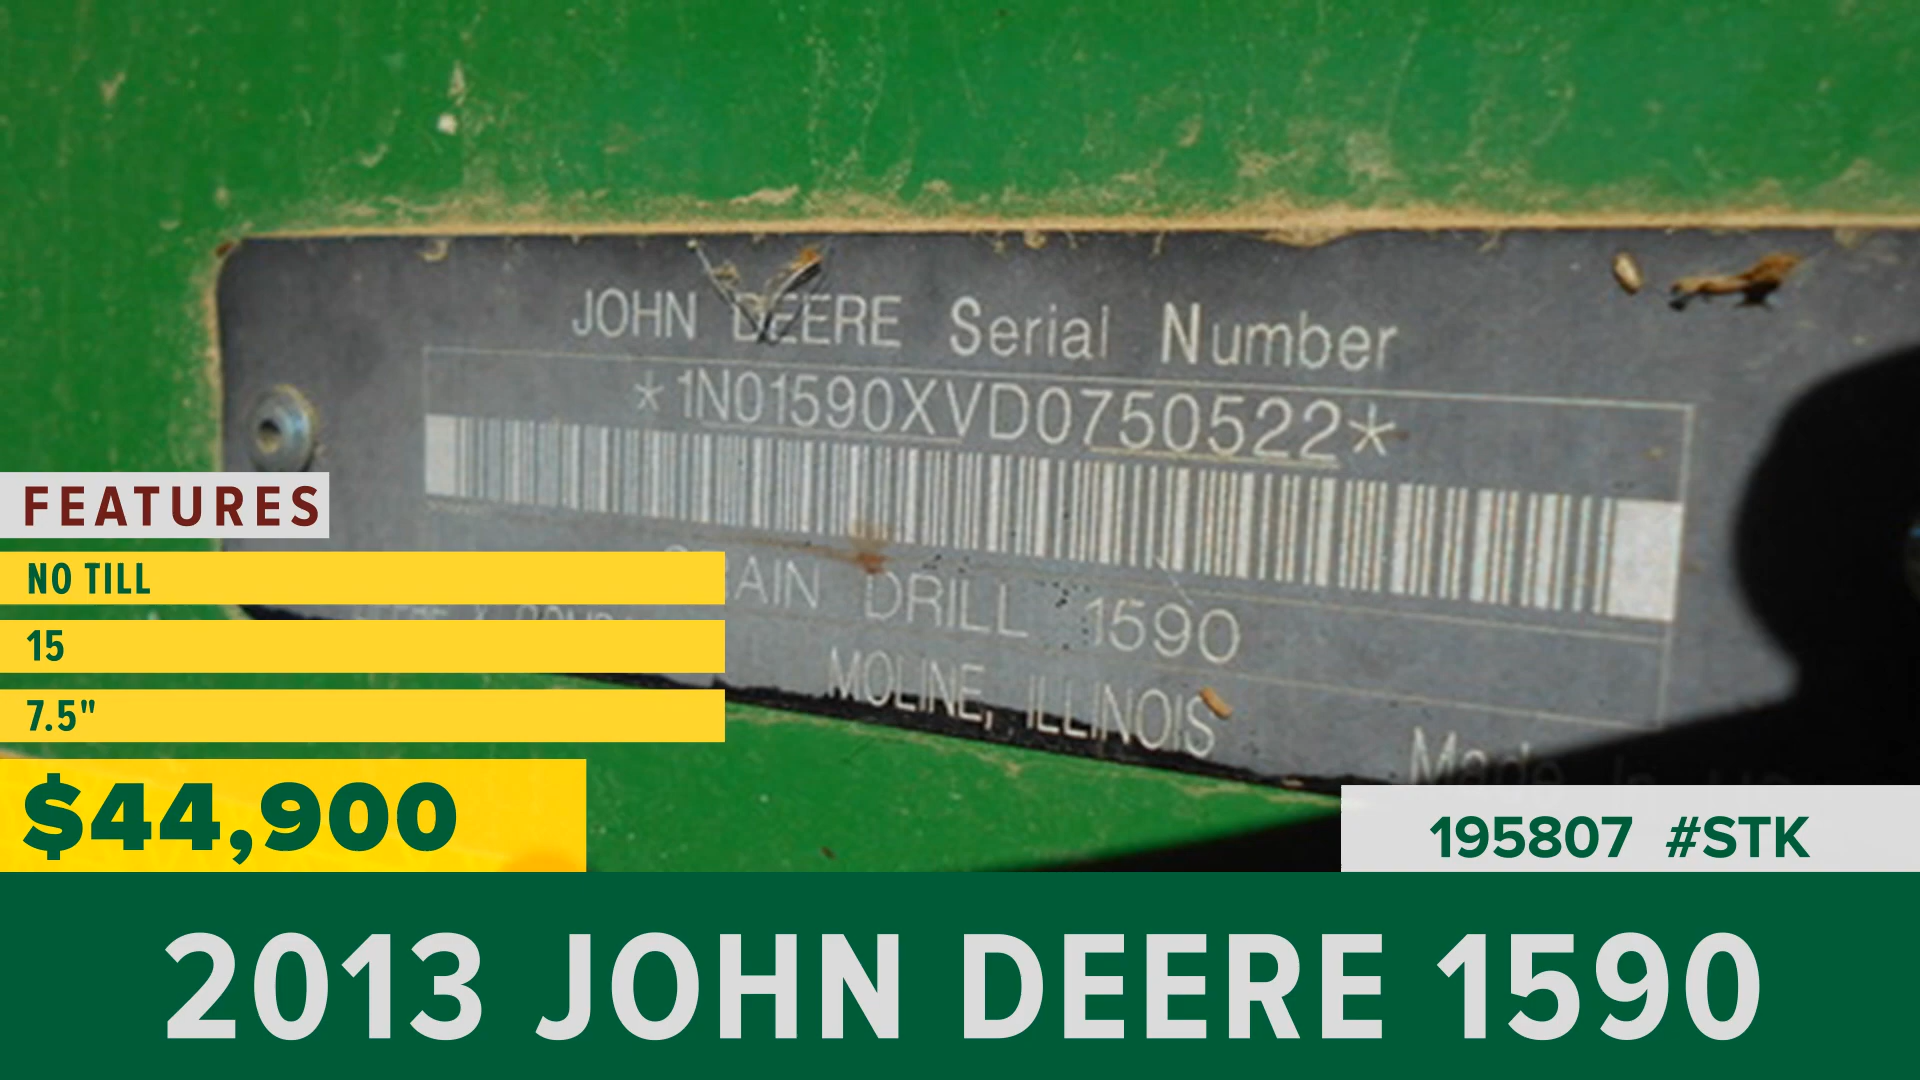 JOHN DEERE Serial Number
*1N01590XVD0750522*
DRILL 1590
MOLINE, ILLINOIS
Made
FEATURES
NO TILL
15
7.5"
$44,900
195807 #STK
2013 JOHN DEERE 1590